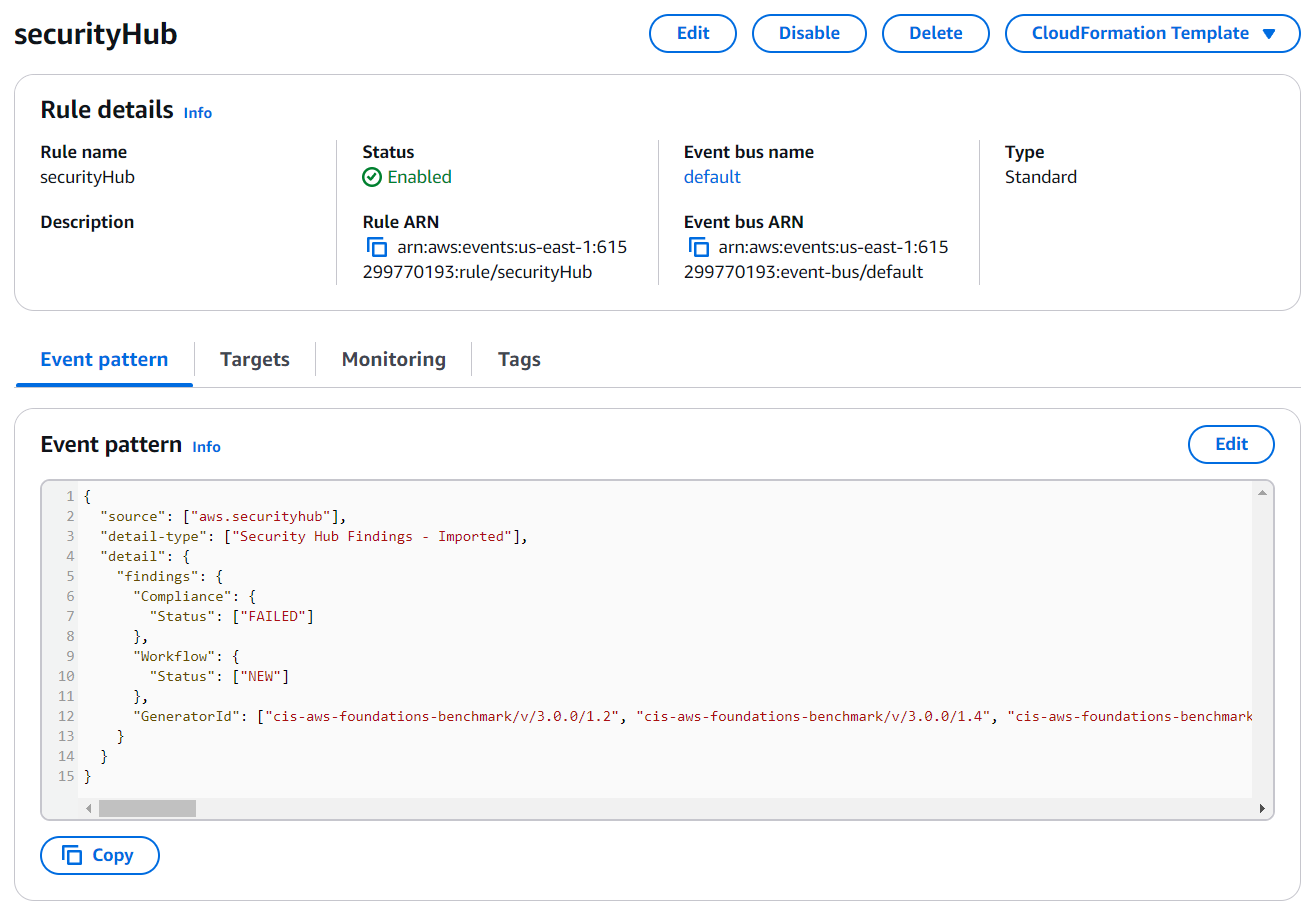 securityHub
Edit
Disable
Delete
CloudFormation Template
Rule details Info
Rule name
securityHub
Description
Status
Enabled
Rule ARN
arn:aws:events:us-east-1:615
299770193:rule/securityHub
Event bus name
default
Event bus ARN
arn:aws:events:us-east-1:615
299770193:event-bus/default
Type
Standard
Event pattern
Targets
Monitoring
Tags
Event pattern Info
Edit
1 {
2   "source": ["aws.securityhub"],
3   "detail-type": ["Security Hub Findings - Imported"],
4   "detail": {
5     "findings": {
6       "Compliance": {
7         "Status": ["FAILED"]
8       },
9       "Workflow": {
10         "Status": ["NEW"]
11       },
12       "GeneratorId": ["cis-aws-foundations-benchmark/v/3.0.0/1.2", "cis-aws-foundations-benchmark/v/3.0.0/1.4", "cis-aws-foundations-benchmark
13     }
14   }
15 }
Copy